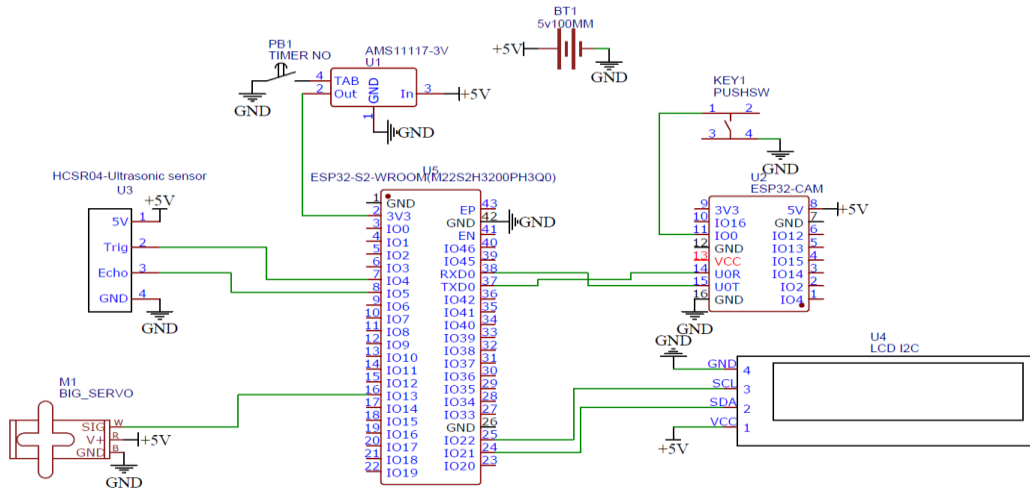 BT1
5v100MM
+5V
GND
PB1
TIMER NO
GND
AMS11117-3V
U1
4 TAB
2 Out
GND
1
In 3
+5V
GND
KEY1
PUSHSW
1 2
3 4
GND
HCSR04-Ultrasonic sensor
U3
+5V
5V 1
Trig 2
Echo 3
GND 4
GND
U5
ESP32-S2-WROOM(M22S2H3200PH3Q0)
1 GND
2 3V3
3 IO0
4 IO1
5 IO2
6 IO3
7 IO4
8 IO5
9 IO6
10 IO7
11 IO8
12 IO9
13 IO10
14 IO11
15 IO12
16 IO13
17 IO14
18 IO15
19 IO16
20 IO17
21 IO18
22 IO19
EP 43
GND 42
EN 41
IO46 40
IO45 39
RXD0 38
TXD0 37
IO42 36
IO41 35
IO40 34
IO39 33
IO38 32
IO37 31
IO36 30
IO35 29
IO34 28
IO33 27
GND 26
IO22 25
IO21 24
IO20 23
GND
U2
ESP32-CAM
9 3V3
10 IO16
11 IO0
12 GND
13 VCC
14 U0R
15 U0T
16 GND
5V 8
GND 7
IO12 6
IO13 5
IO15 4
IO14 3
IO2 2
IO4 1
+5V
GND
M1
BIG_SERVO
SIG W
V+ R
GND B
+5V
GND
U4
LCD I2C
GND
GND 4
SCL 3
SDA 2
VCC 1
+5V